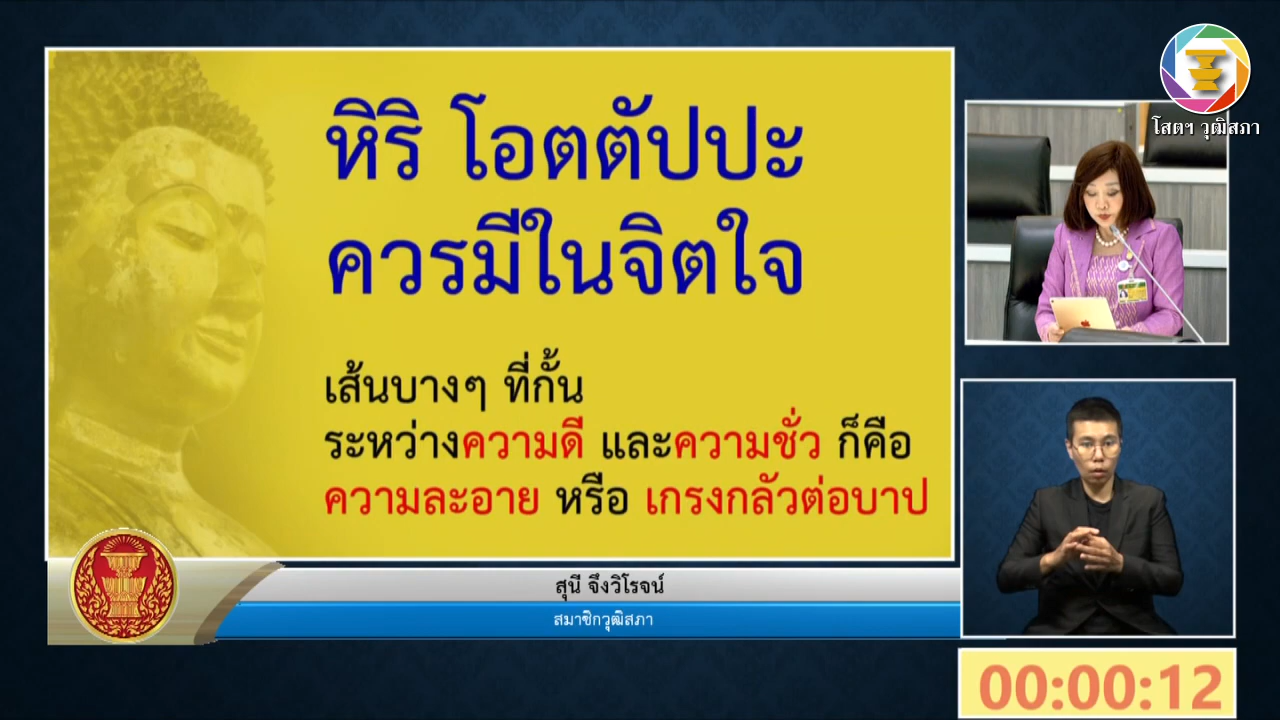 หิริ โอตตัปปะ
ควรมีในจิตใจ
เส้นบางๆ ที่กั้น
ระหว่างความดี และความชั่ว ก็คือ
ความละอาย หรือ เกรงกลัวต่อบาป
โสตฯ วุฒิสภา
สุนี จึงวิโรจน์
สมาชิกวุฒิสภา
00:00:12